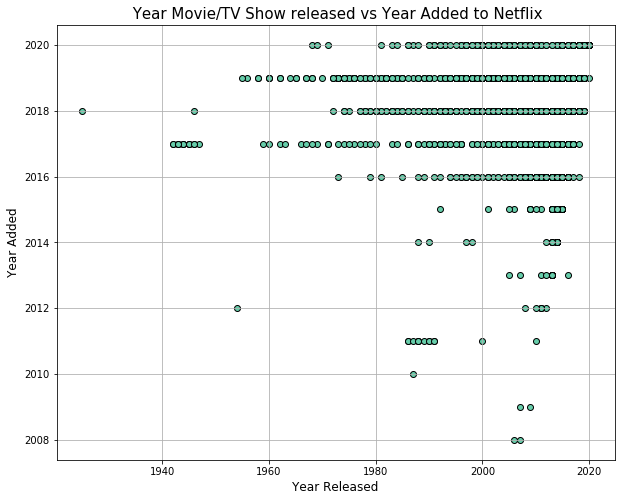 Year Movie/TV Show released vs Year Added to Netflix
2020
2018
2016
2014
2012
2010
2008
Year Added
1940 1960 1980 2000 2020
Year Released